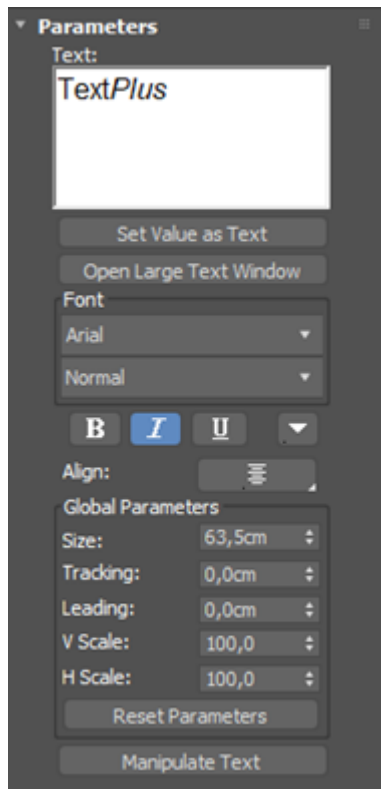 Parameters
Text:
TextPlus
Set Value as Text
Open Large Text Window
Font
Arial
Normal
B I U
Align:
Global Parameters
Size: 63,5cm
Tracking: 0,0cm
Leading: 0,0cm
V Scale: 100,0
H Scale: 100,0
Reset Parameters
Manipulate Text